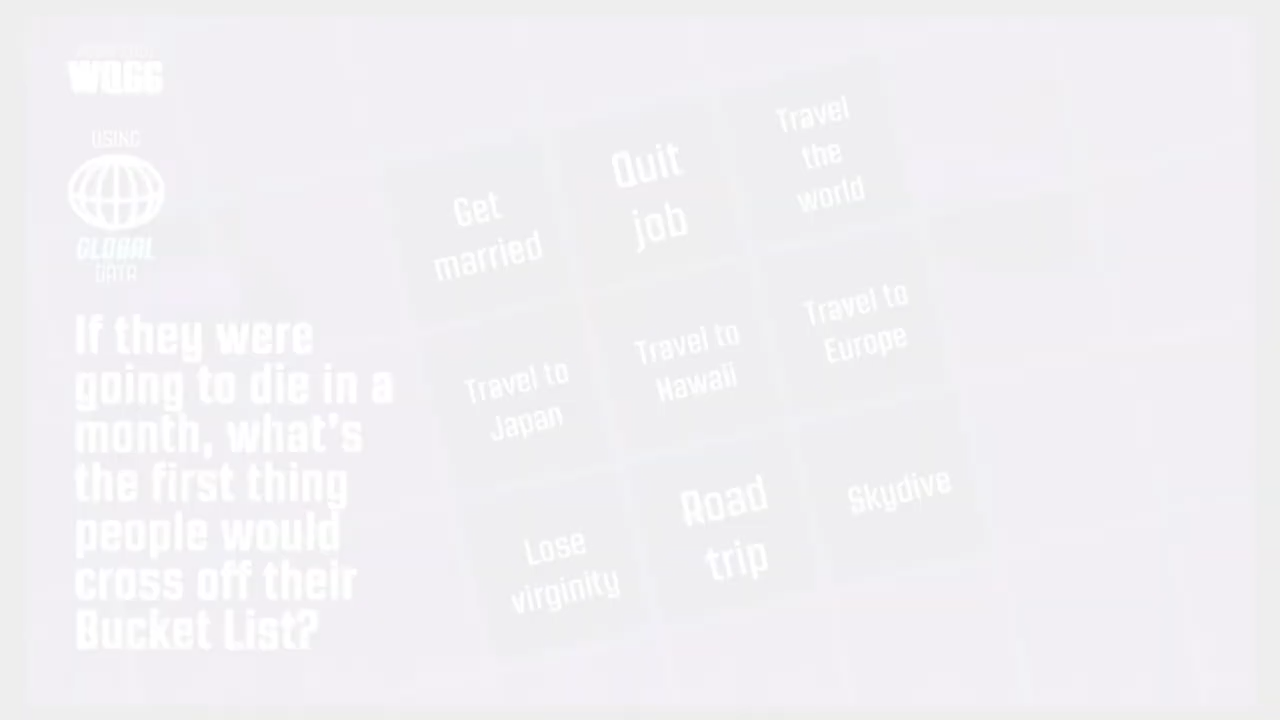 WQGG
USING
GLOBAL
DATA
If they were
going to die in a
month, what's
the first thing
people would
cross off their
Bucket List?
Get
married
Quit
job
Travel
the
world
Travel to
Japan
Travel to
Hawaii
Travel to
Europe
Lose
virginity
Road
trip
Skydive